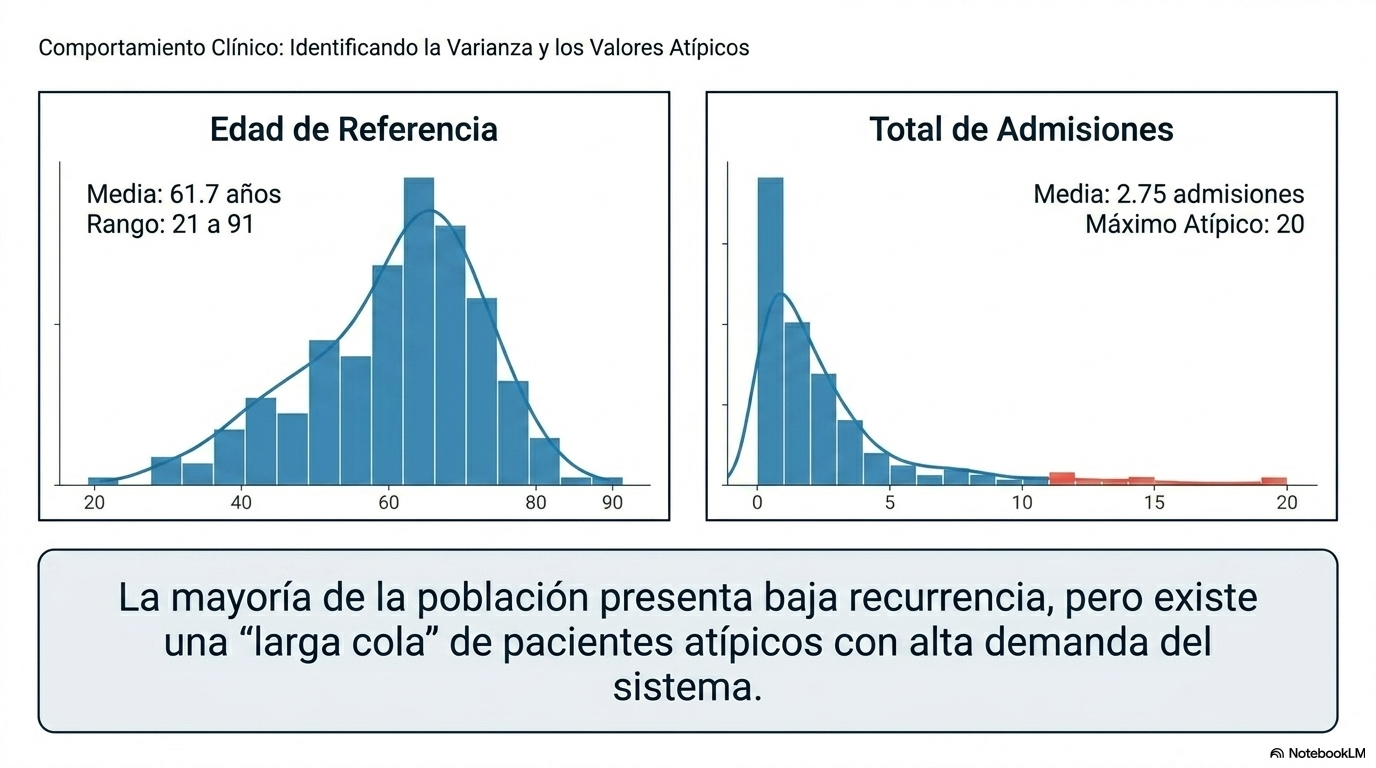 Comportamiento Clínico: Identificando la Varianza y los Valores Atípicos
Edad de Referencia
Media: 61.7 años
Rango: 21 a 91
20 40 60 80 90
Total de Admisiones
Media: 2.75 admisiones
Máximo Atípico: 20
0 5 10 15 20
La mayoría de la población presenta baja recurrencia, pero existe
una “larga cola” de pacientes atípicos con alta demanda del
sistema.
NotebookLM